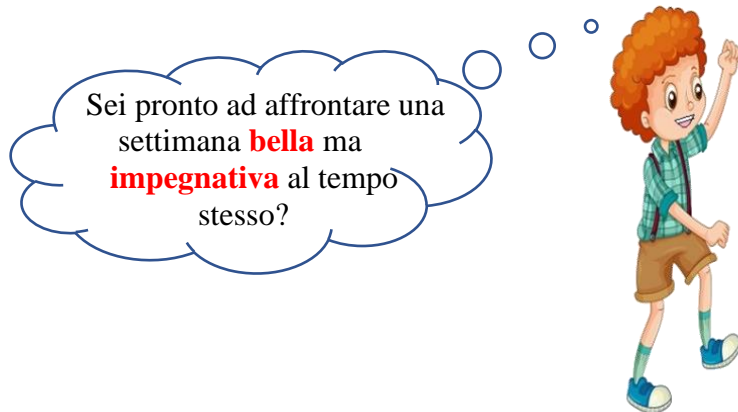 Sei pronto ad affrontare una
settimana bella ma
impegnativa al tempo
stesso?